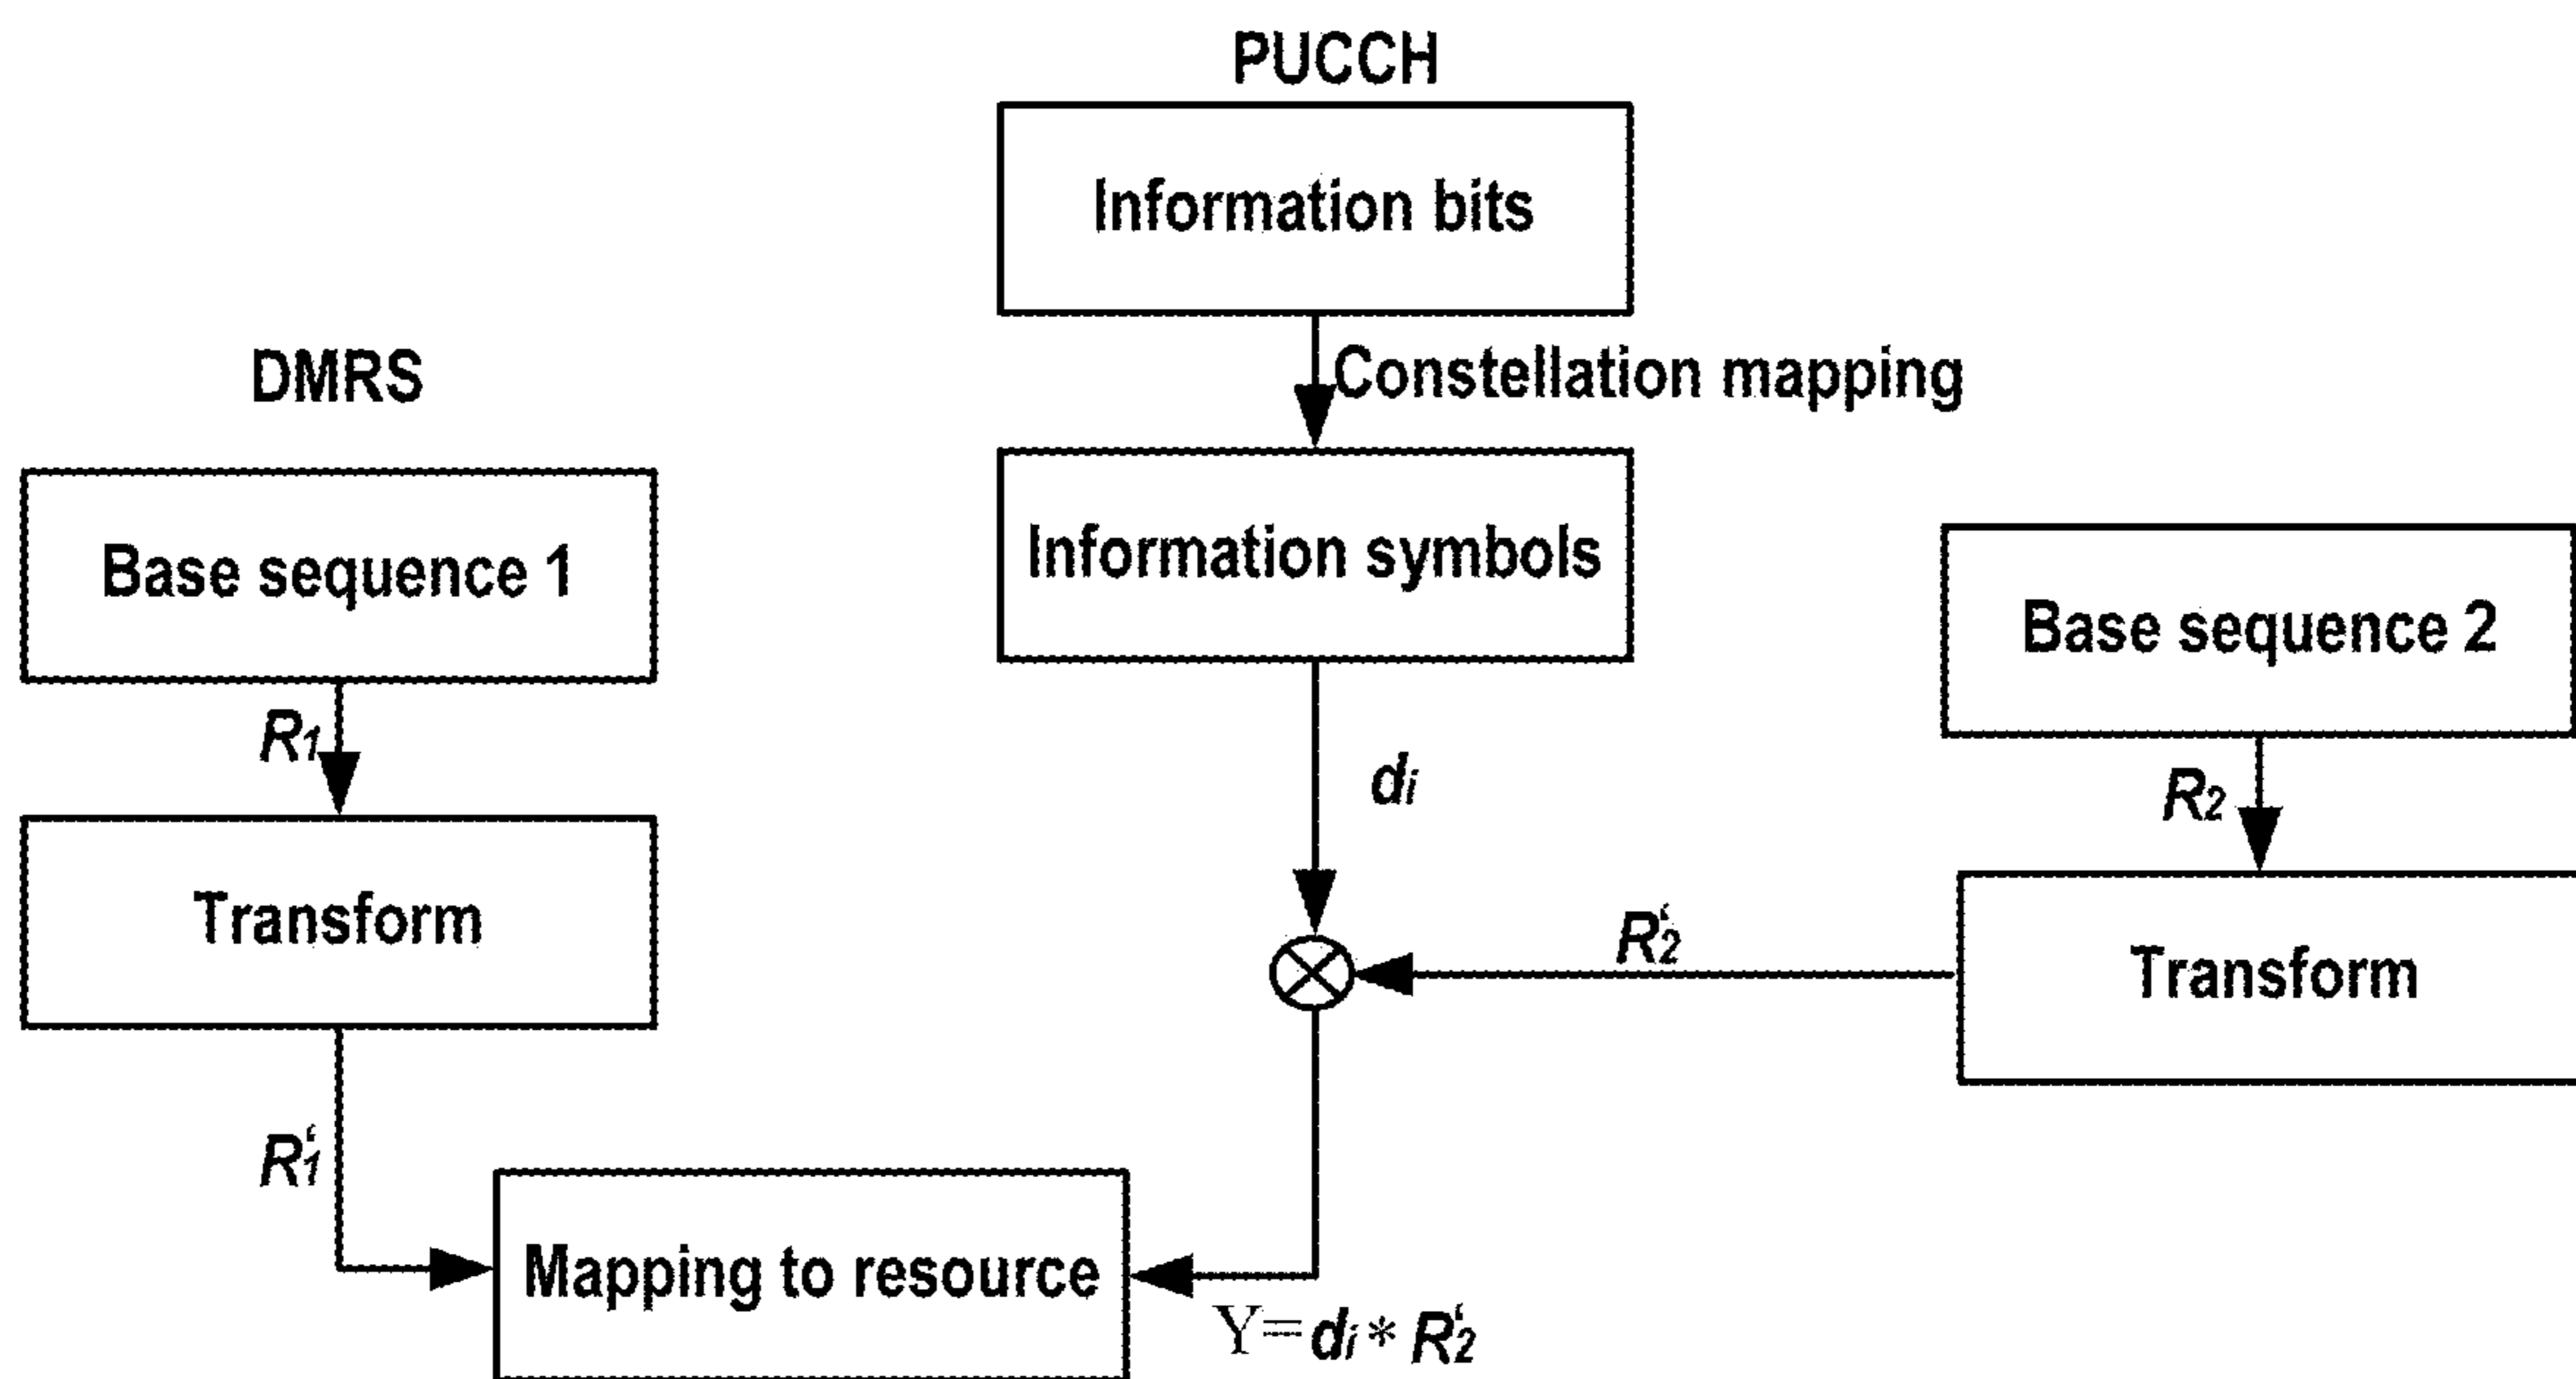 PUCCH
Information bits
Constellation mapping
DMRS
Base sequence 1
Information symbols
Base sequence 2
R1
di
R2
Transform
R'2
Transform
R'1
Mapping to resource
Y=di*R'2